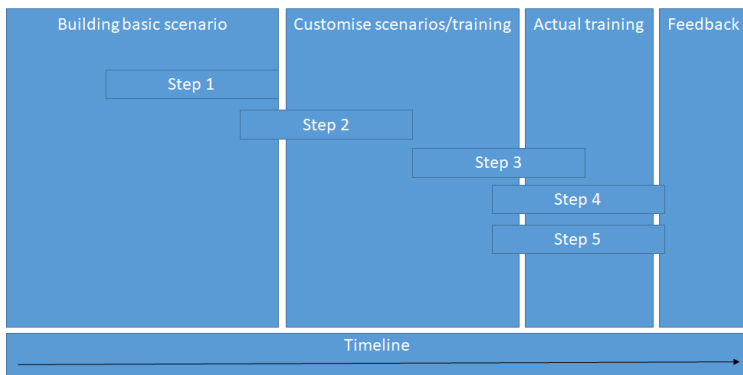 Building basic scenario
Customise scenarios/training
Actual training
Feedback
Step 1
Step 2
Step 3
Step 4
Step 5
Timeline